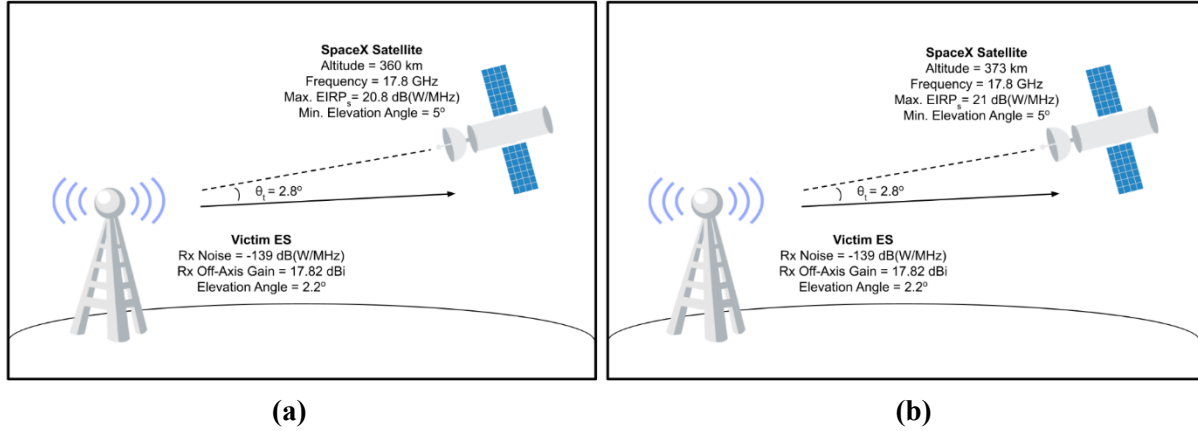 SpaceX Satellite
Altitude = 360 km
Frequency = 17.8 GHz
Max. EIRPs = 20.8 dB(W/MHz)
Min. Elevation Angle = 5º
θt = 2.8º
Victim ES
Rx Noise = -139 dB(W/MHz)
Rx Off-Axis Gain = 17.82 dBi
Elevation Angle = 2.2º
(a)
SpaceX Satellite
Altitude = 373 km
Frequency = 17.8 GHz
Max. EIRPs = 21 dB(W/MHz)
Min. Elevation Angle = 5º
θt = 2.8º
Victim ES
Rx Noise = -139 dB(W/MHz)
Rx Off-Axis Gain = 17.82 dBi
Elevation Angle = 2.2º
(b)